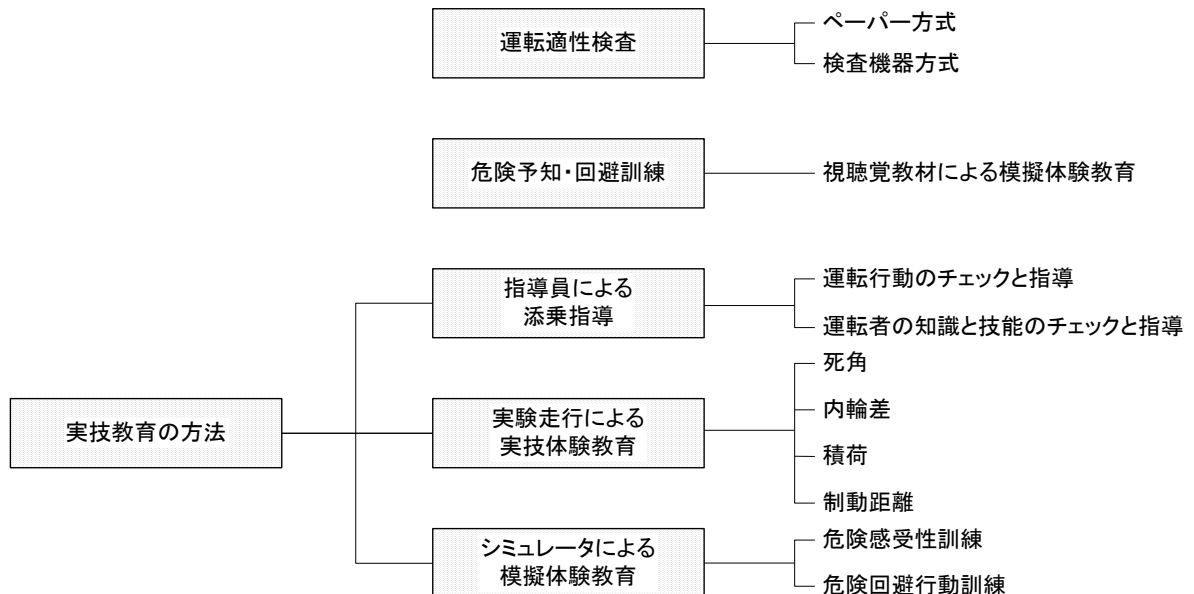 運転適性検査
ペーパー方式
検査機器方式
危険予知・回避訓練
視聴覚教材による模擬体験教育
指導員による
添乗指導
運転行動のチェックと指導
運転者の知識と技能のチェックと指導
実技教育の方法
実験走行による
実技体験教育
死角
内輪差
積荷
制動距離
シミュレータによる
模擬体験教育
危険感受性訓練
危険回避行動訓練